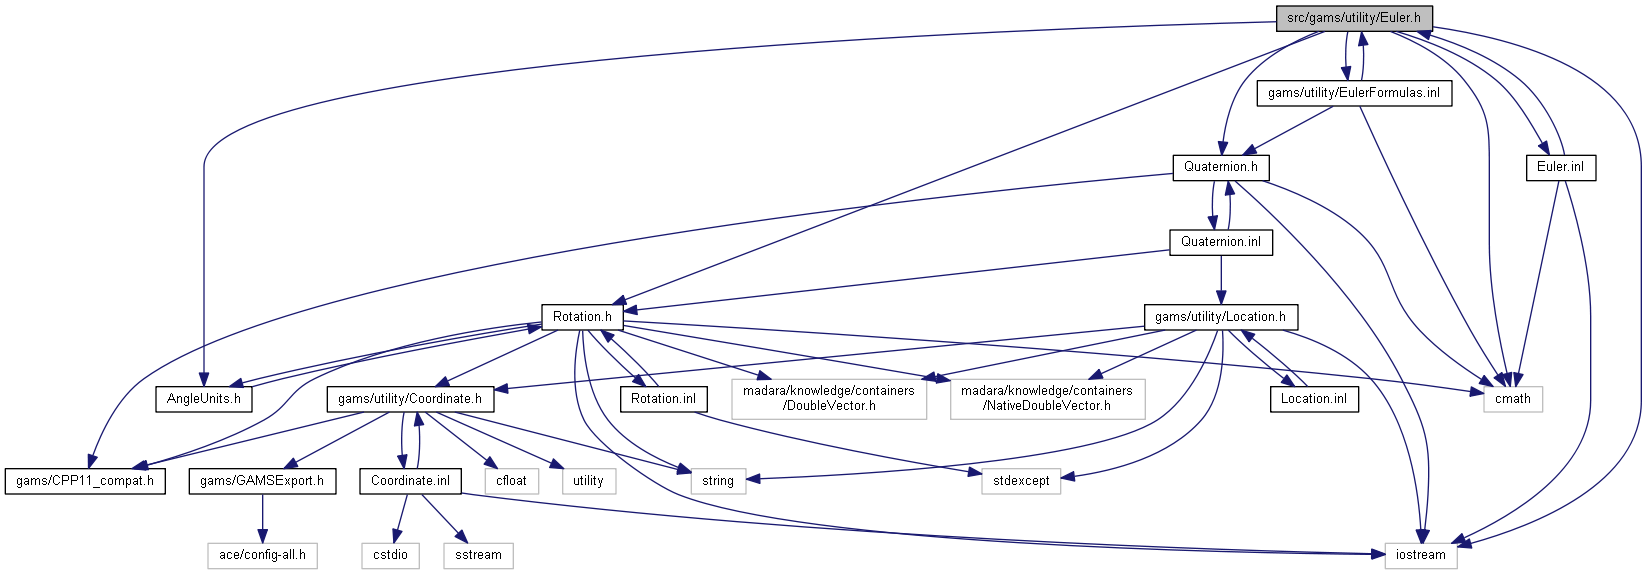 src/gams/utility/Euler.h
gams/utility/EulerFormulas.inl
Quaternion.h
Euler.inl
Quaternion.inl
Rotation.h
gams/utility/Location.h
AngleUnits.h
gams/utility/Coordinate.h
Rotation.inl
madara/knowledge/containers
/DoubleVector.h
madara/knowledge/containers
/NativeDoubleVector.h
Location.inl
cmath
gams/CPP11_compat.h
gams/GAMSExport.h
Coordinate.inl
cfloat
utility
string
stdexcept
ace/config-all.h
cstdio
sstream
iostream